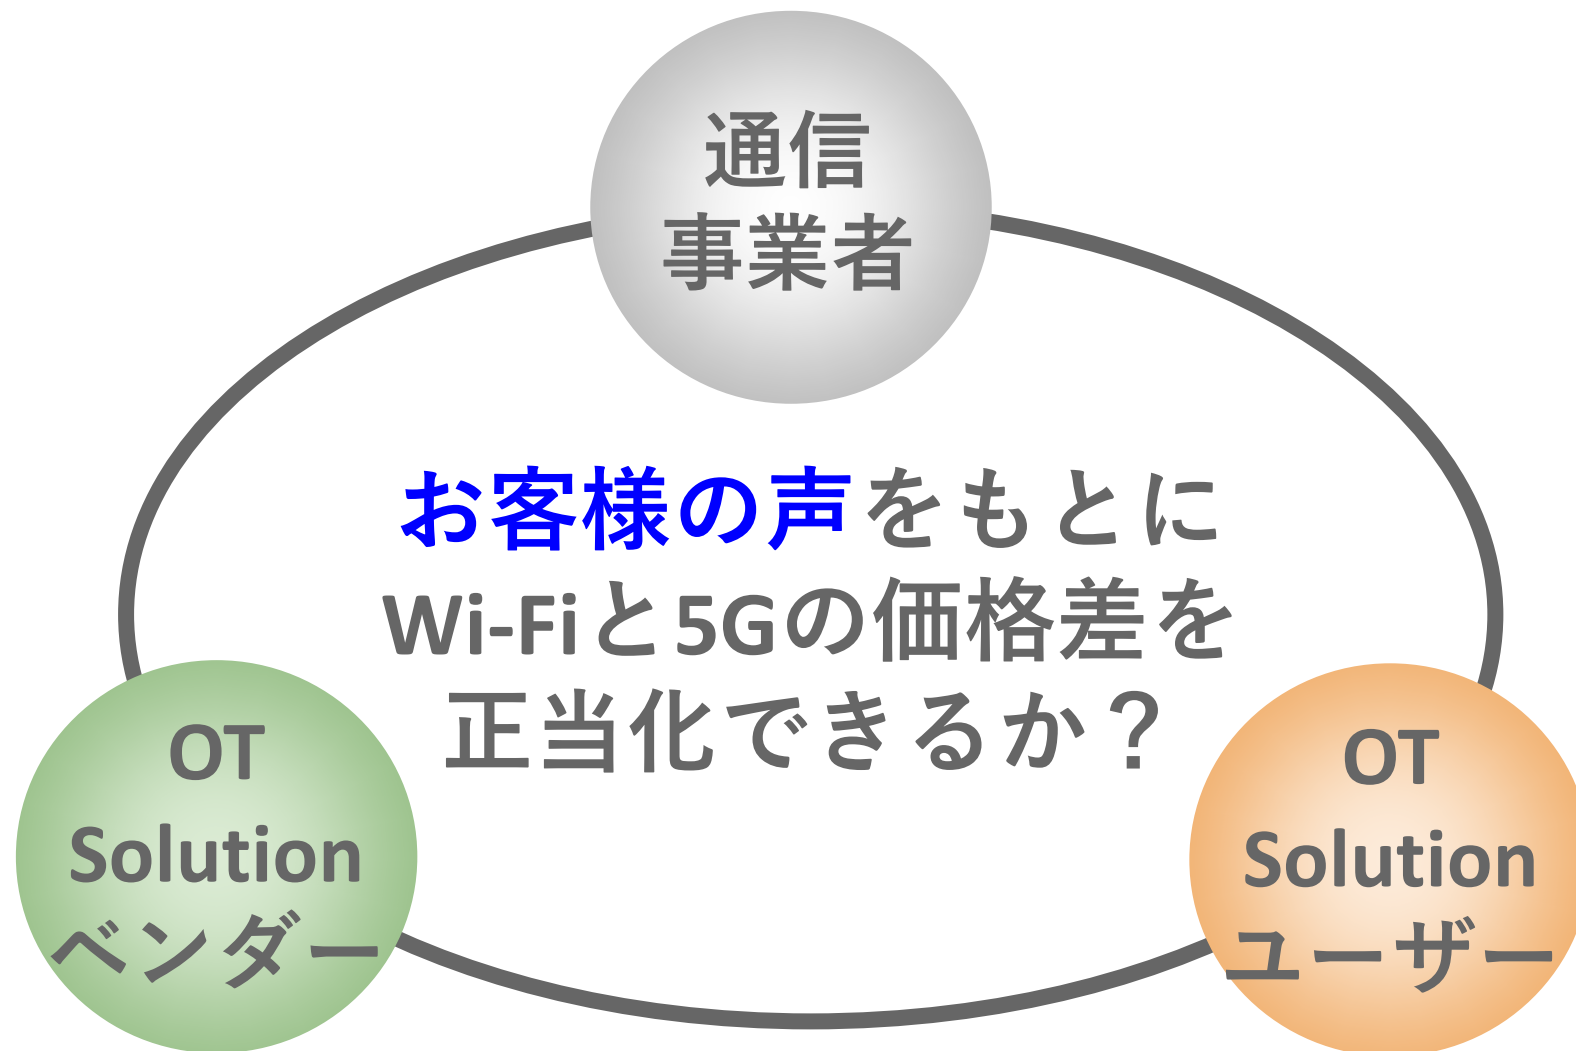 通信
事業者
お客様の声をもとに
Wi-Fiと5Gの価格差を
正当化できるか？
OT
Solution
ベンダー
OT
Solution
ユーザー